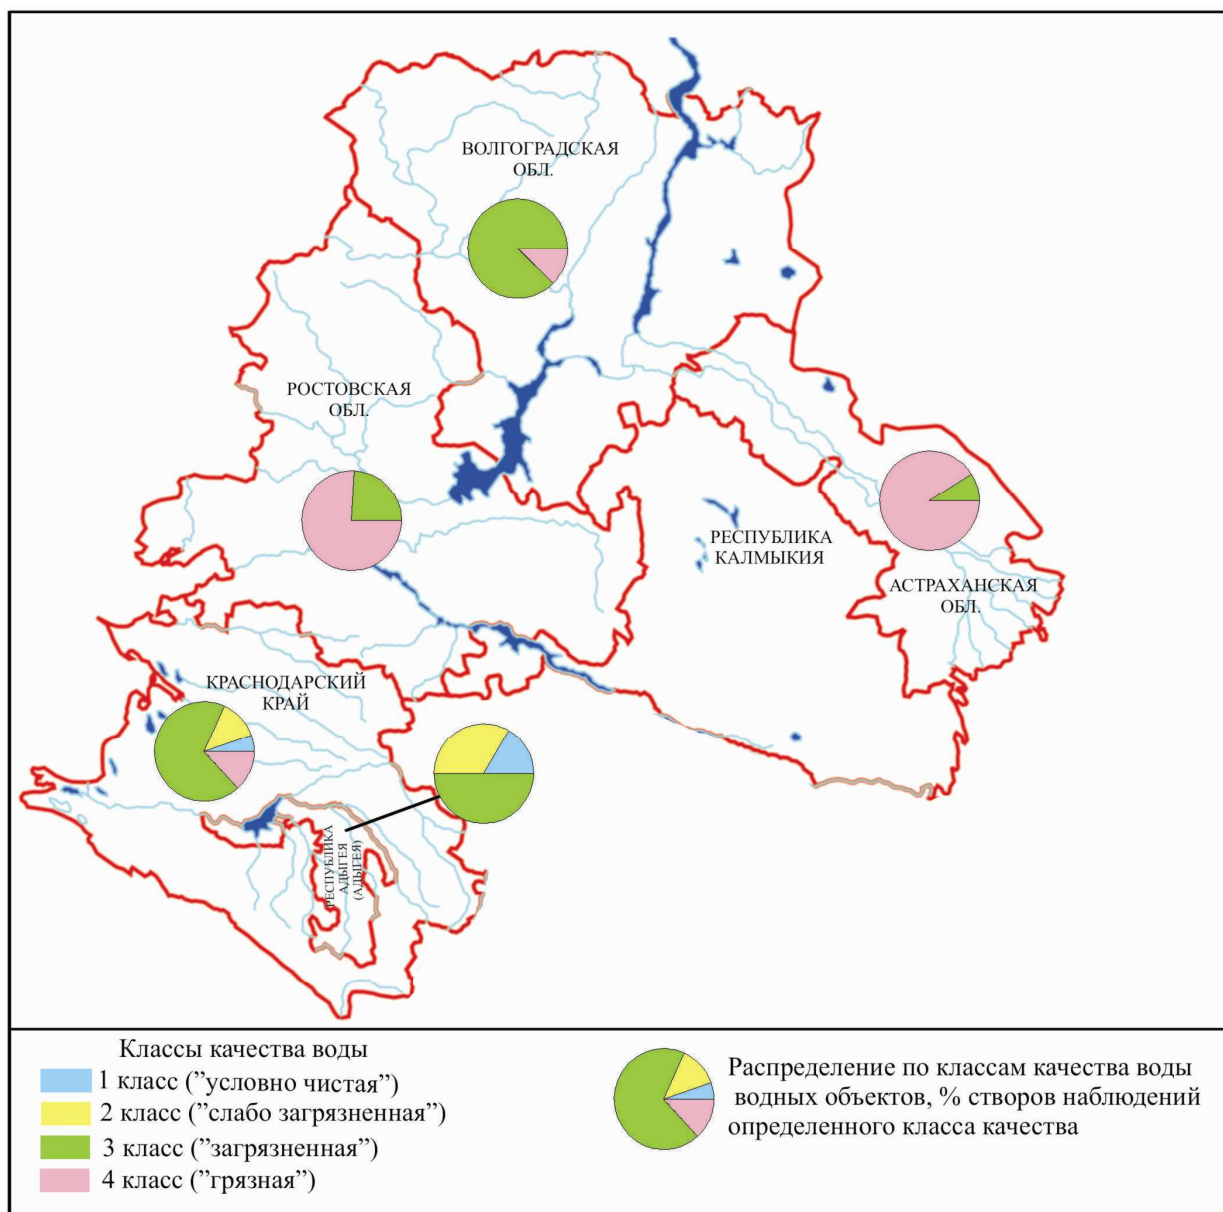 ВОЛГОГРАДСКАЯ
ОБЛ.
РОСТОВСКАЯ
ОБЛ.
РЕСПУБЛИКА
КАЛМЫКИЯ
АСТРАХАНСКАЯ
ОБЛ.
КРАСНОДАРСКИЙ
КРАЙ
РЕСПУБЛИКА
АДЫГЕЯ
(АДЫГЕЯ)
Классы качества воды
1 класс ("условно чистая”)
2 класс ("слабо загрязненная”)
3 класс (”загрязненная”)
4 класс (”грязная”)
Распределение по классам качества воды
водных объектов, % створов наблюдений
определенного класса качества